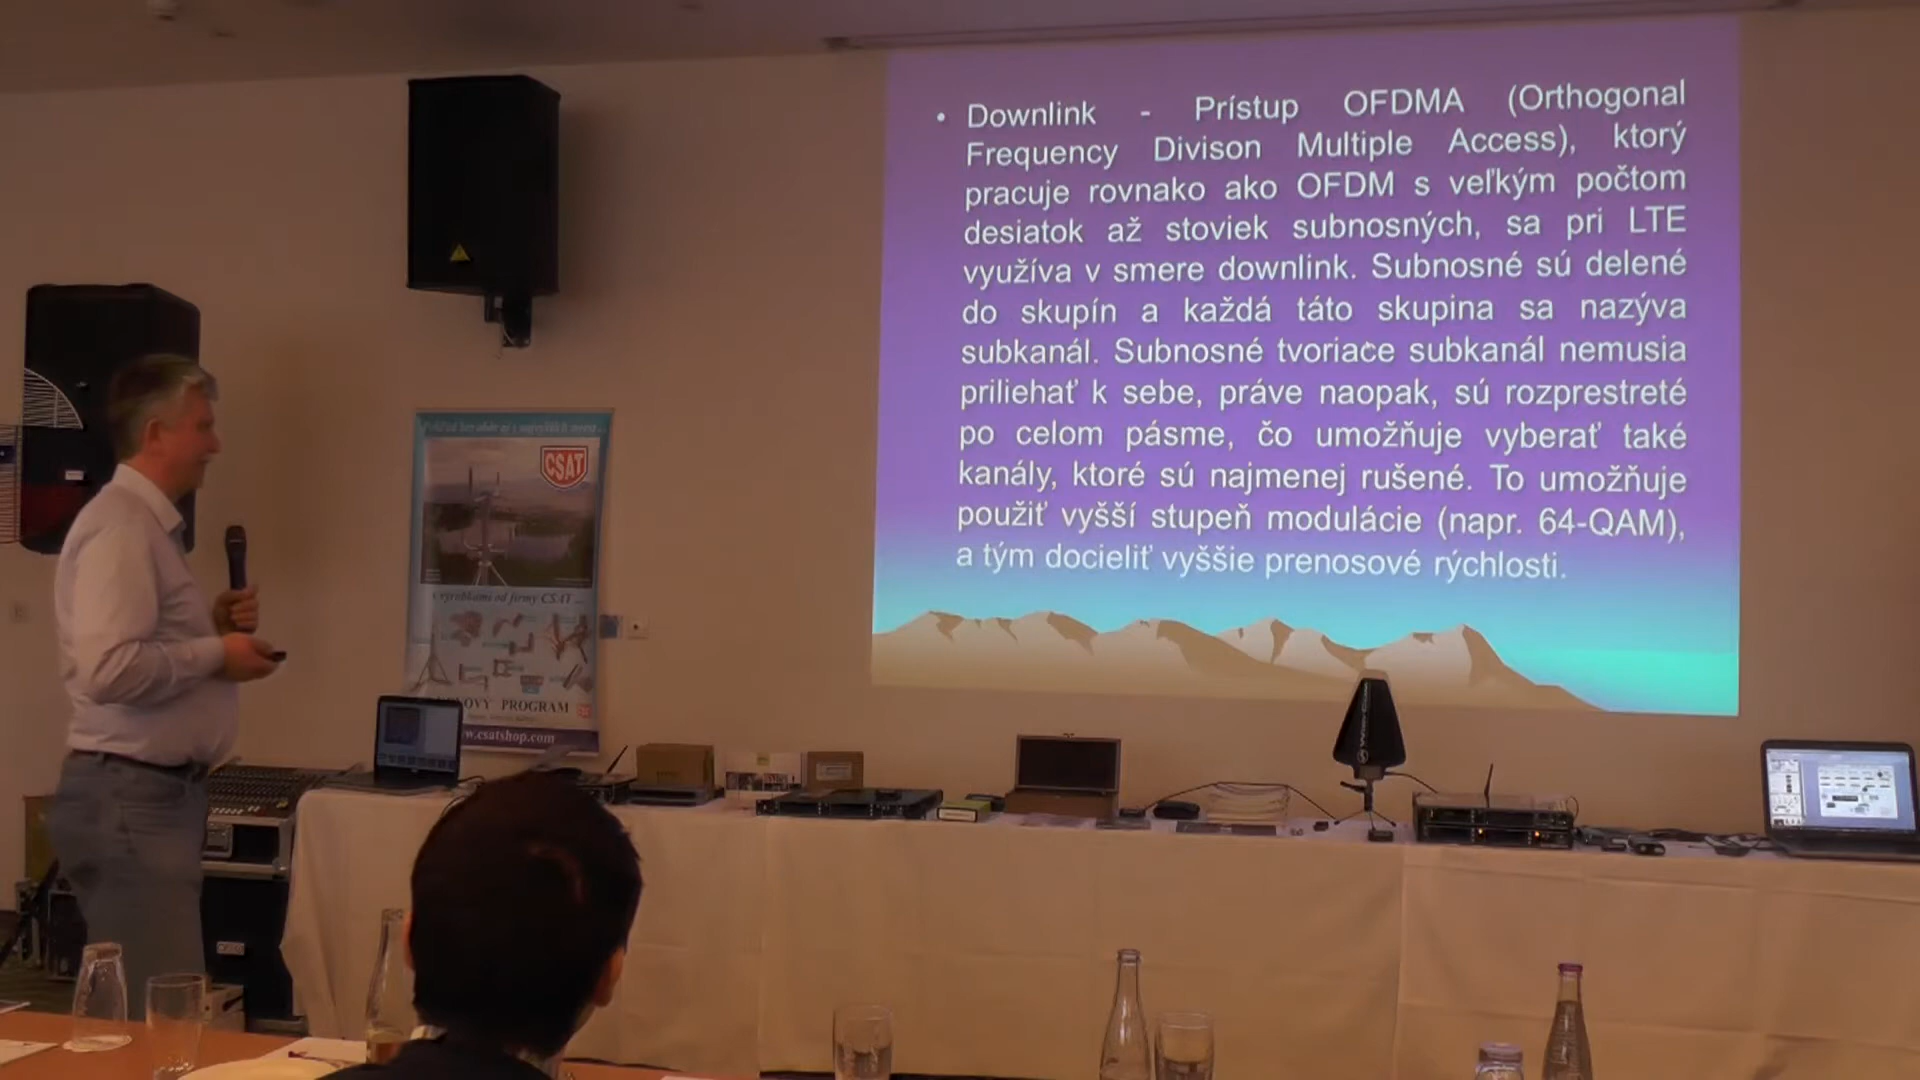 • Downlink - Prístup OFDMA (Orthogonal
Frequency Divison Multiple Access), ktorý
pracuje rovnako ako OFDM s veľkým počtom
desiatok až stoviek subnosných, sa pri LTE
využíva v smere downlink. Subnosné sú delené
do skupín a každá táto skupina sa nazýva
subkanál. Subnosné tvoriace subkanál nemusia
priliehať k sebe, práve naopak, sú rozprestreté
po celom pásme, čo umožňuje vyberať také
kanály, ktoré sú najmenej rušené. To umožňuje
použiť vyšší stupeň modulácie (napr. 64-QAM),
a tým docieliť vyššie prenosové rýchlosti.
CSAT
výrobkami od firmy CSAT ...
PROGRAM
w.csatshop.com